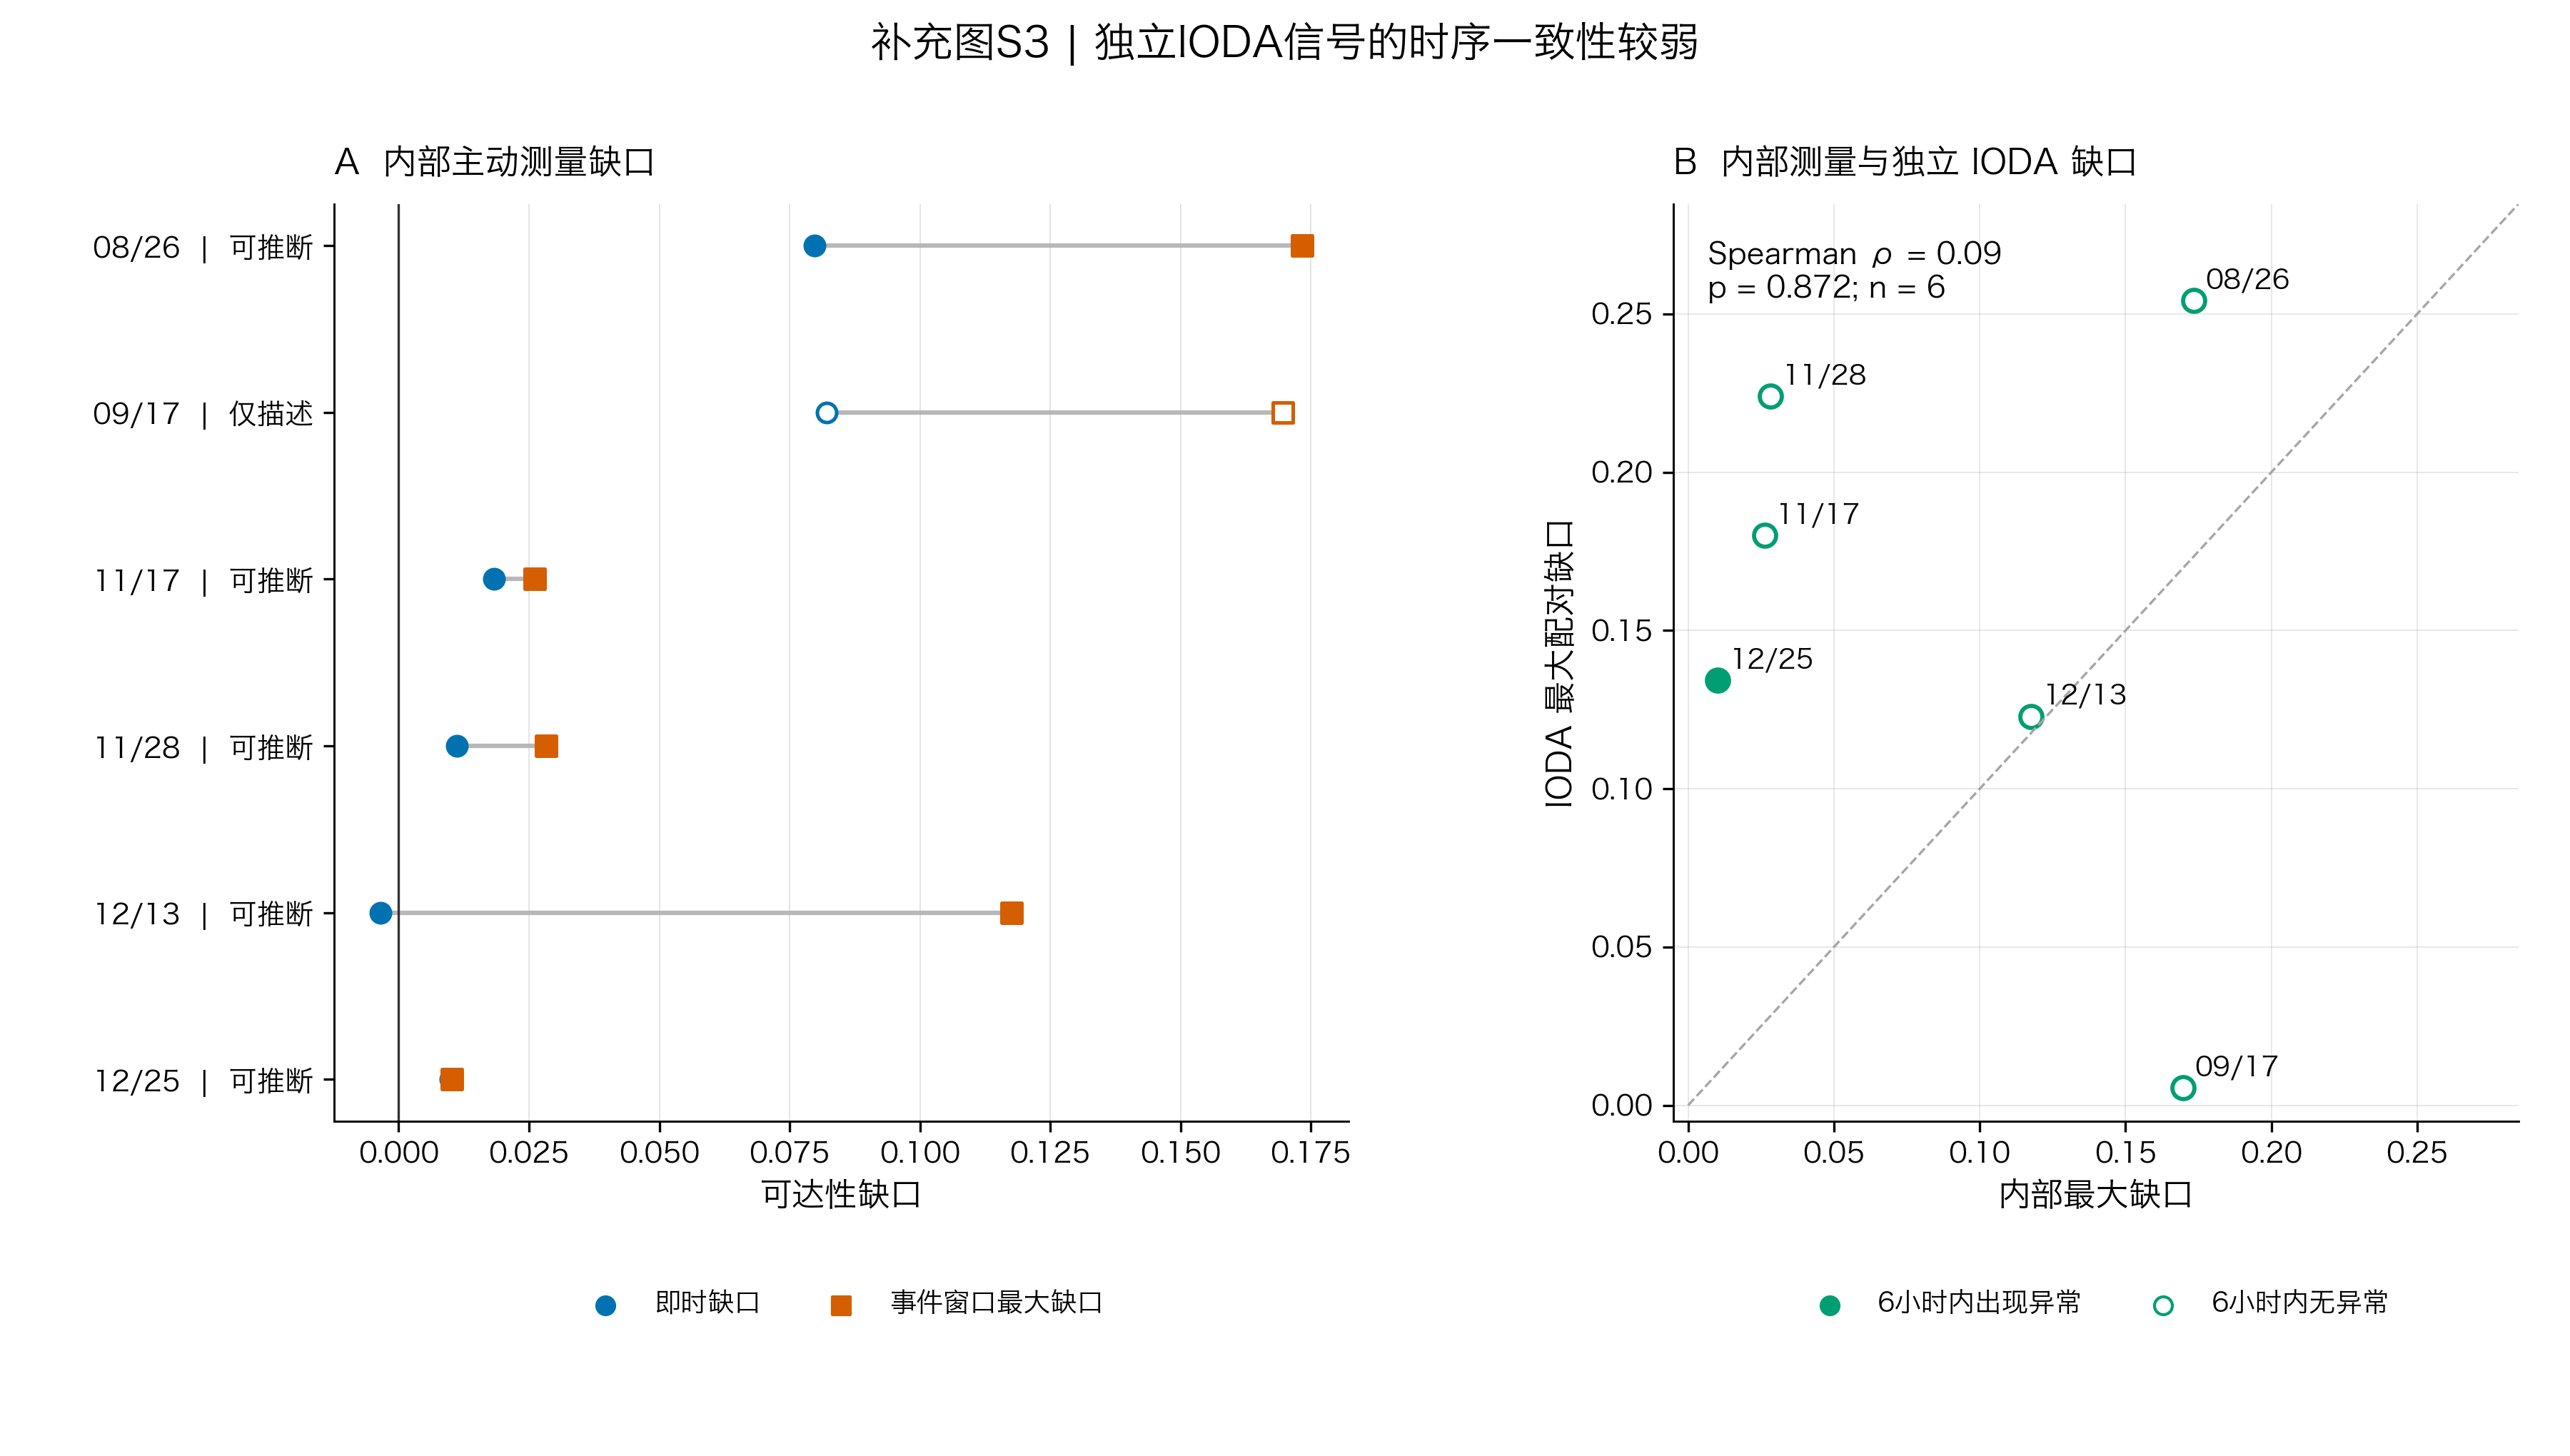 补充图S3 | 独立IODA信号的时序一致性较弱
A 内部主动测量缺口
08/26 | 可推断
09/17 | 仅描述
11/17 | 可推断
11/28 | 可推断
12/13 | 可推断
12/25 | 可推断
0.000 0.025 0.050 0.075 0.100 0.125 0.150 0.175
可达性缺口
即时缺口 事件窗口最大缺口
B 内部测量与独立 IODA 缺口
Spearman ρ = 0.09
p = 0.872; n = 6
08/26
11/28
11/17
12/25
12/13
09/17
IODA 最大配对缺口
0.25
0.20
0.15
0.10
0.05
0.00
0.00 0.05 0.10 0.15 0.20 0.25
内部最大缺口
6小时内出现异常 6小时内无异常